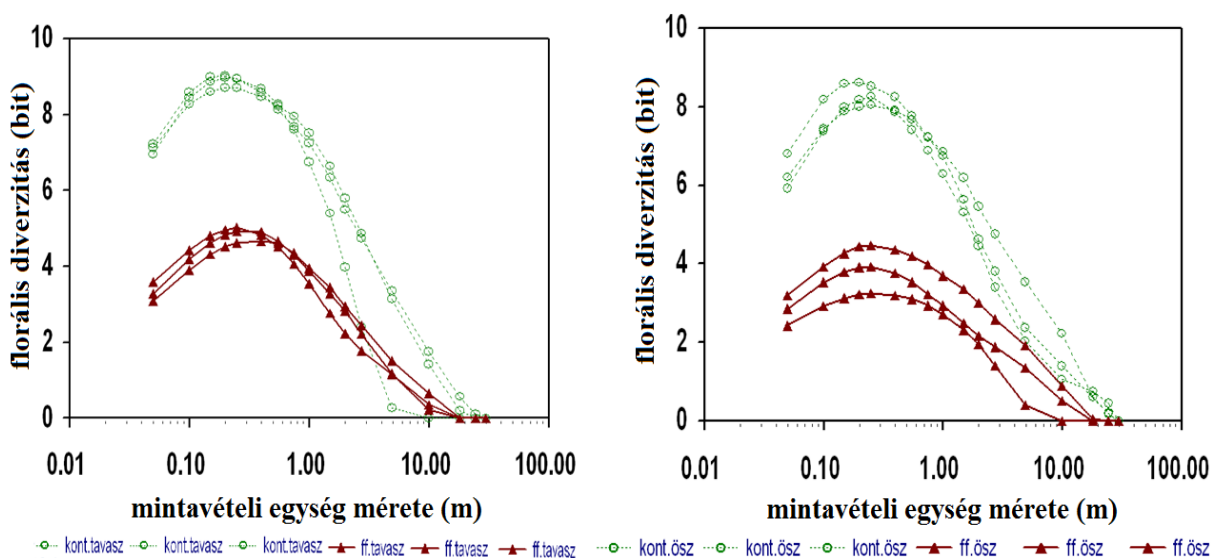 florális diverzitás (bit)
10
8
6
4
2
0
0.01 0.10 1.00 10.00 100.00
mintavételi egység mérete (m)
kont.tavasz kont.tavasz kont.tavasz ff.tavasz ff.tavasz ff.tavasz
florális diverzitás (bit)
10
8
6
4
2
0
0.01 0.10 1.00 10.00 100.00
mintavételi egység mérete (m)
kont.ösz kont.ösz kont.ösz ff.ösz ff.ösz ff.ösz